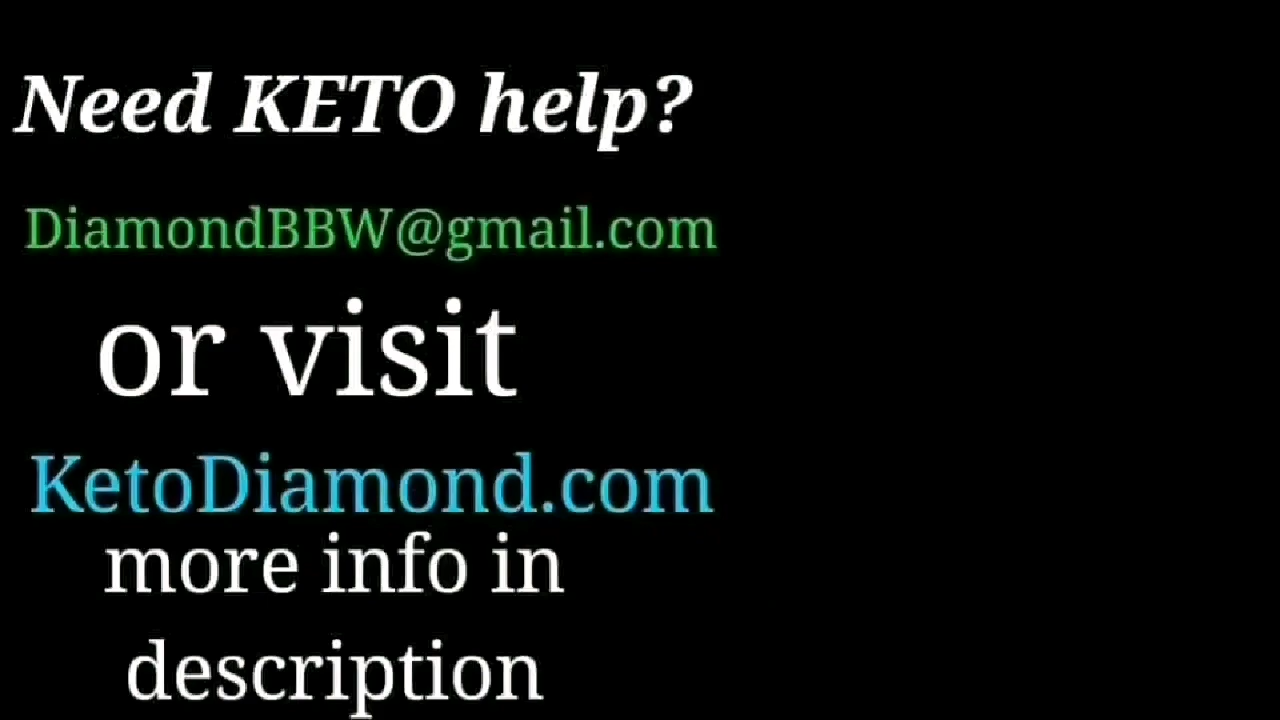 Need KETO help?
DiamondBBW@gmail.com
or visit
KetoDiamond.com
more info in
description